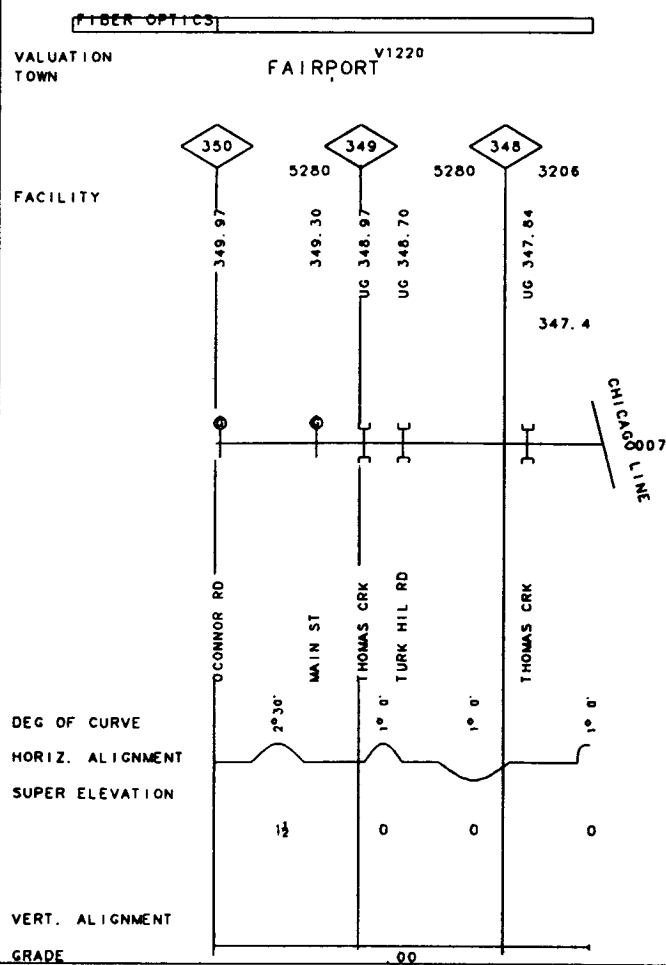 FIBER OPTICS
VALUATION V1220
TOWN FAIRPORT
350 349 348
5280 5280 3206
FACILITY
349.97
349.30
UG 348.97
UG 348.70
UG 347.84
347.4
CHICAGO LINE
0007
OCONNOR RD
MAIN ST
THOMAS CRK
TURK HIL RD
THOMAS CRK
DEG OF CURVE 2°30' 1° 0' 1° 0' 1° 0'
HORIZ. ALIGNMENT
SUPER ELEVATION
1½ 0 0 0
VERT. ALIGNMENT
GRADE 00